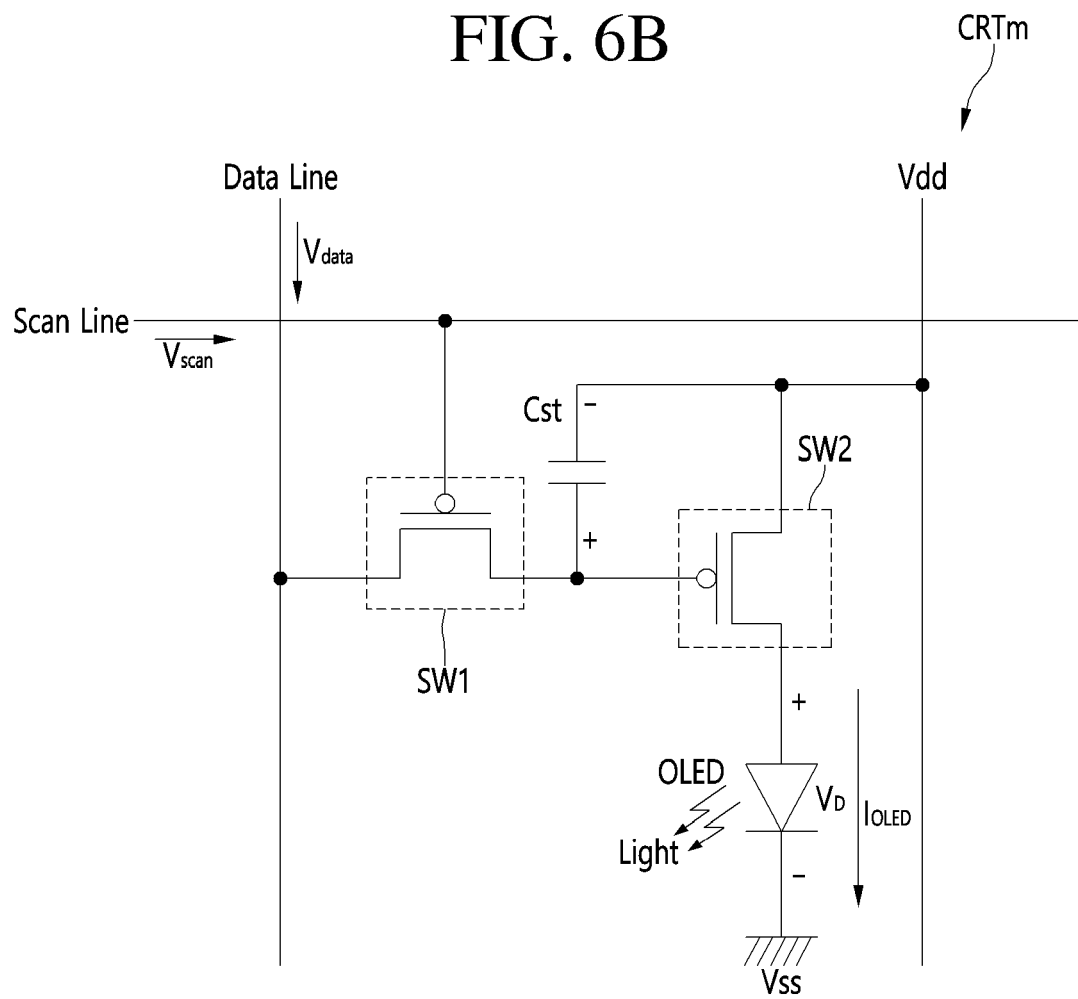 FIG. 6B
CRTm
Data Line
Vdd
Vdata
Scan Line
Vscan
Cst
-
SW2
+
SW1
+
OLED
VD
IOLED
Light
-
Vss